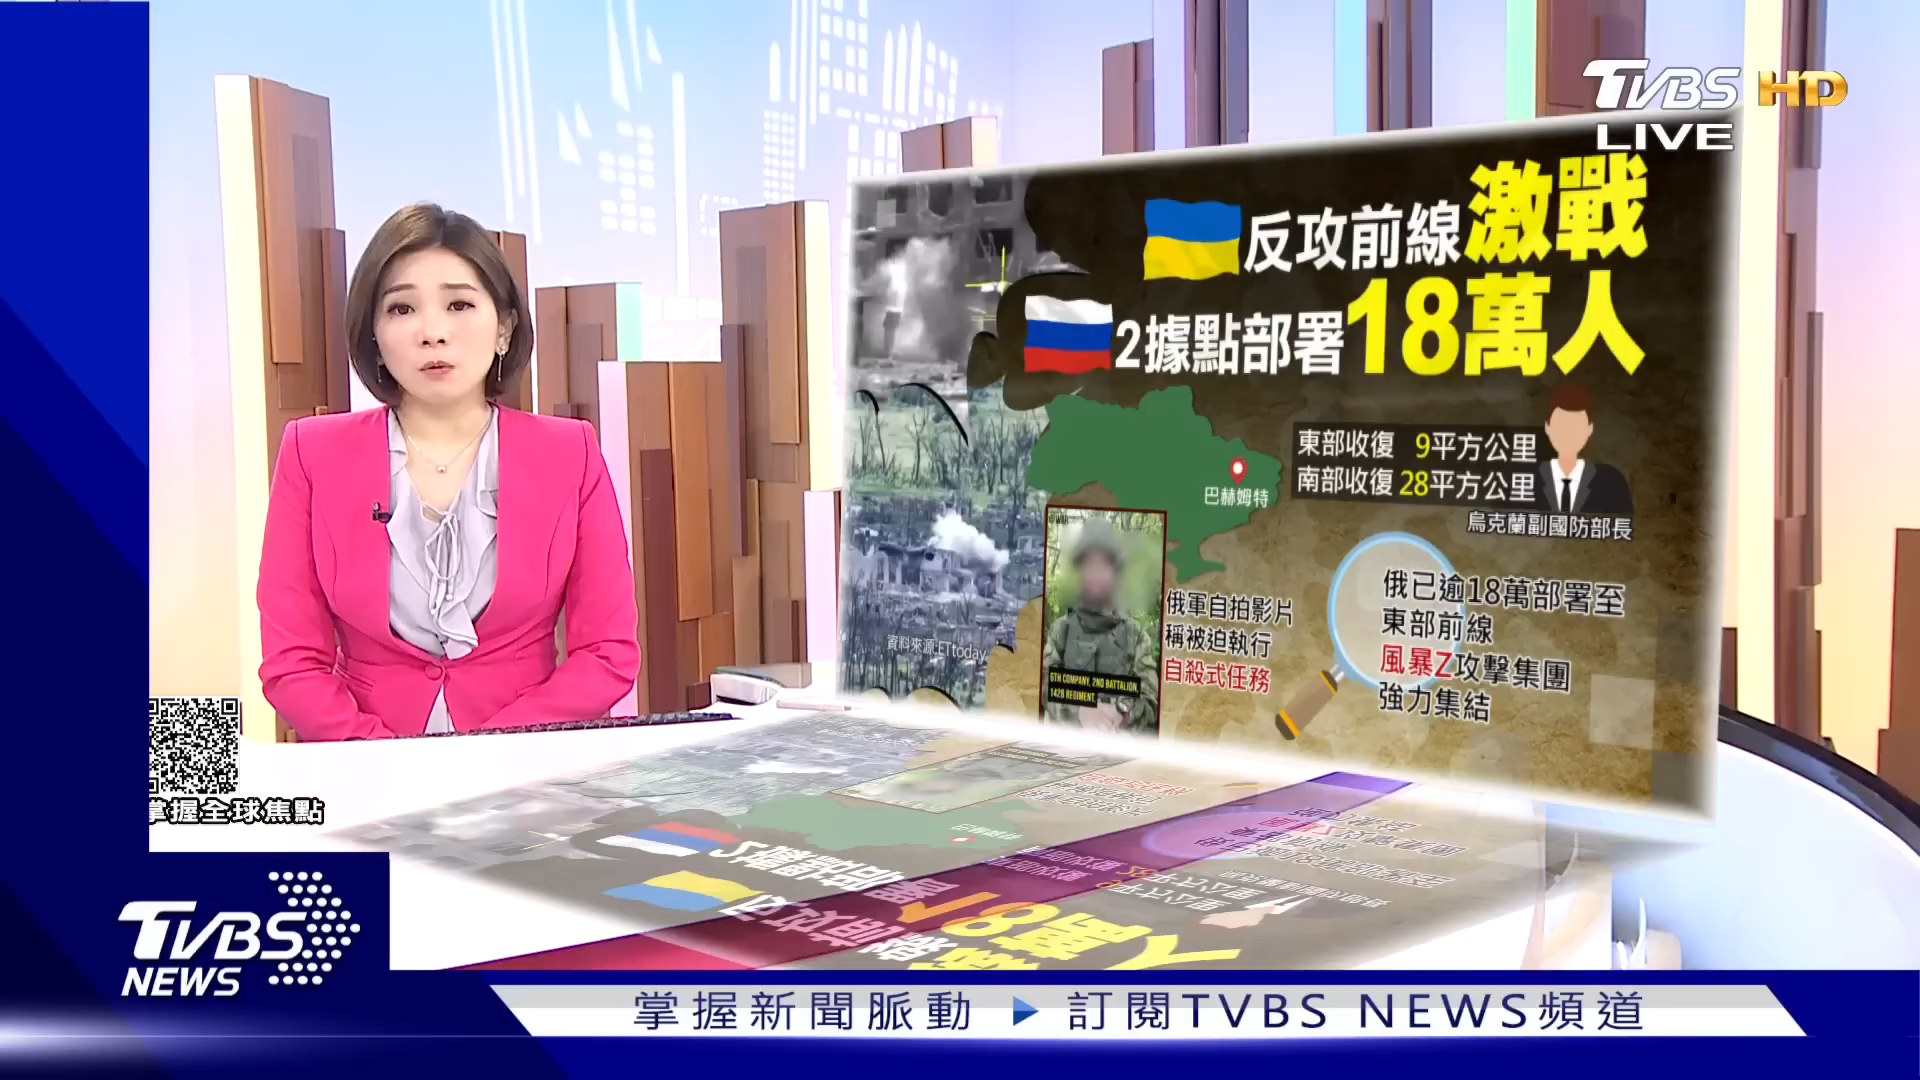 TVBS HD
LIVE
反攻前線激戰
2據點部署18萬人
東部收復 9平方公里
南部收復 28平方公里
烏克蘭副國防部長
巴赫姆特
俄軍自拍影片
稱被迫執行
自殺式任務
6TH COMPANY, 2ND BATTALION,
1428 REGIMENT.
俄已逾18萬部署至
東部前線
風暴Z攻擊集團
強力集結
資料來源:ETtoday
掌握全球焦點
TVBS
NEWS
掌握新聞脈動 ▶ 訂閱TVBS NEWS頻道